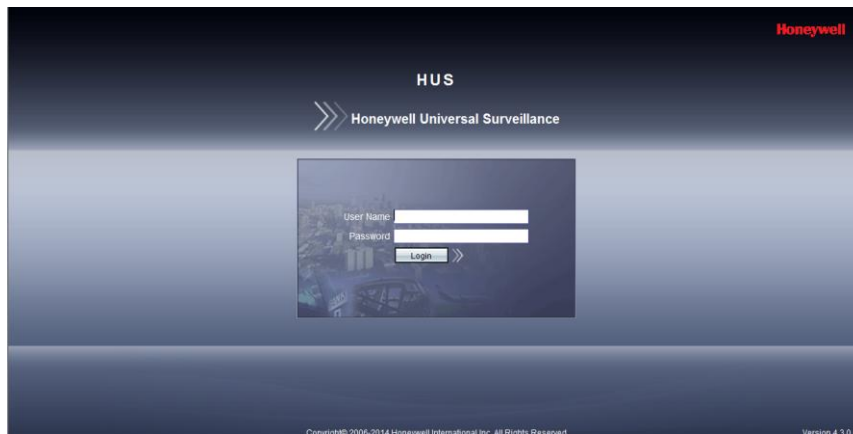 Honeywell
HUS
Honeywell Universal Surveillance
User Name
Password
Login
Copyright© 2006-2014 Honeywell International Inc. All Rights Reserved.
Version 4.3.0